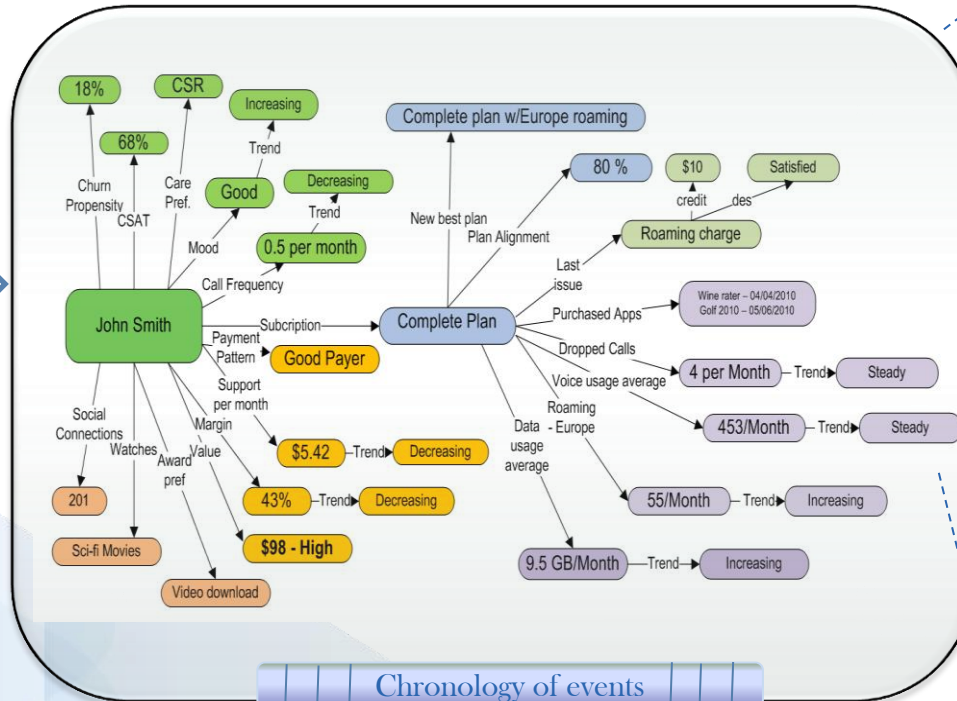 18%
CSR
Increasing
68%
Trend
Churn
Propensity
CSAT
Care
Pref.
Good
Decreasing
Trend
Mood
0.5 per month
Call Frequency
Complete plan w/Europe roaming
80 %
$10
Satisfied
New best plan
Plan Alignment
credit
des
Roaming charge
Last
issue
John Smith
Subcription
Complete Plan
Purchased Apps
Wine rater – 04/04/2010
Golf 2010 – 05/06/2010
Payment
Pattern
Good Payer
Dropped Calls
4 per Month
Trend
Steady
Voice usage average
453/Month
Trend
Steady
Support
per month
$5.42
Trend
Decreasing
Roaming
- Europe
55/Month
Trend
Increasing
Margin
43%
Trend
Decreasing
Value
$98 - High
Data
usage
average
9.5 GB/Month
Trend
Increasing
Social
Connections
201
Watches
Sci-fi Movies
Award
pref
Video download
Chronology of events